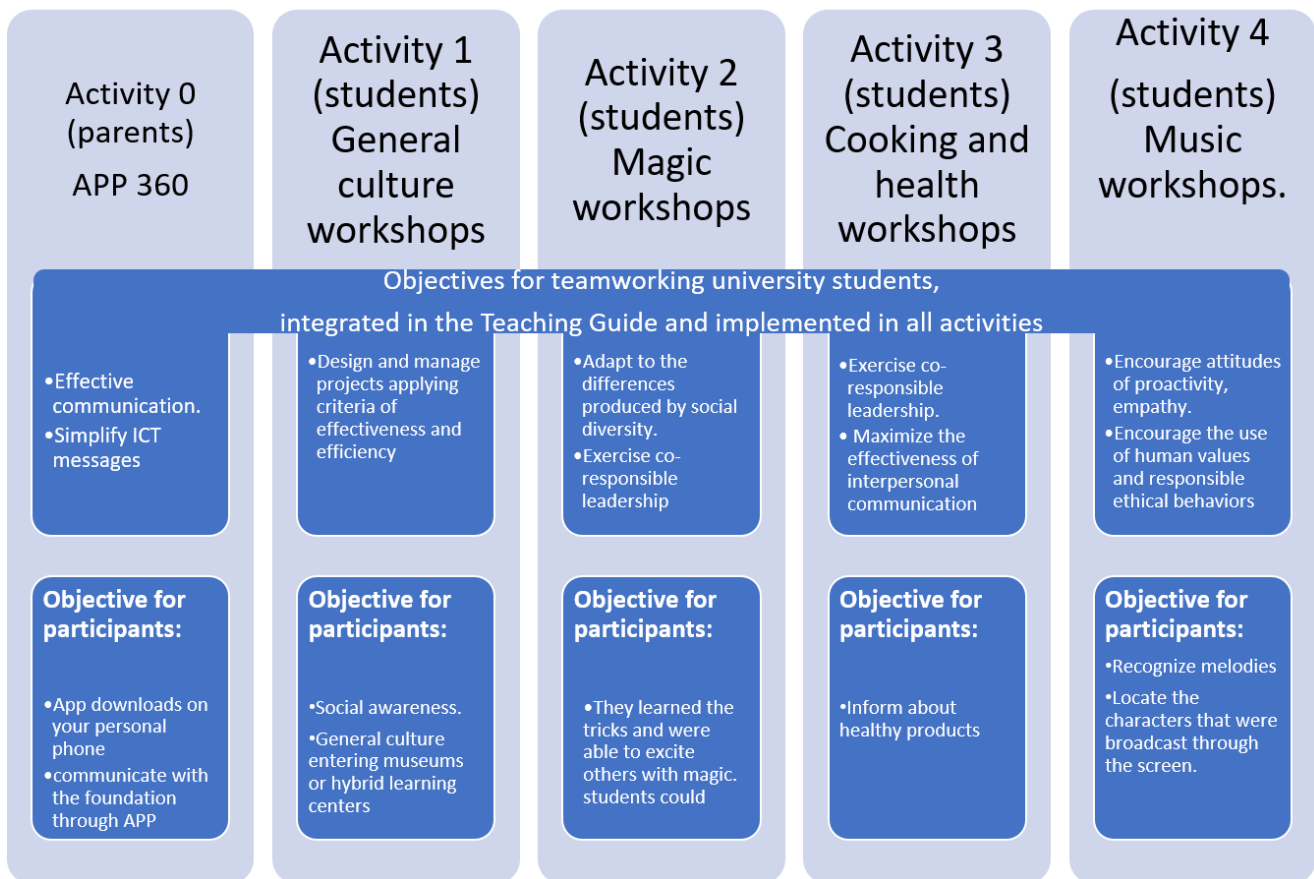 Activity 0
(parents)
APP 360
Activity 1
(students)
General
culture
workshops
Activity 2
(students)
Magic
workshops
Activity 3
(students)
Cooking and
health
workshops
Activity 4
(students)
Music
workshops.
Objectives for teamworking university students,
integrated in the Teaching Guide and implemented in all activities
•Effective
communication.
•Simplify ICT
messages
•Design and manage
projects applying
criteria of
effectiveness and
efficiency
•Adapt to the
differences
produced by social
diversity.
•Exercise co-
responsible
leadership
•Exercise co-
responsible
leadership.
• Maximize the
effectiveness of
interpersonal
communication
•Encourage attitudes
of proactivity,
empathy.
•Encourage the use
of human values
and responsible
ethical behaviors
Objective for
participants:
•App downloads on
your personal
phone
•communicate with
the foundation
through APP
Objective for
participants:
•Social awareness.
•General culture
entering museums
or hybrid learning
centers
Objective for
participants:
•They learned the
tricks and were
able to excite
others with magic.
students could
Objective for
participants:
•Inform about
healthy products
Objective for
participants:
•Recognize melodies
•Locate the
characters that were
broadcast through
the screen.